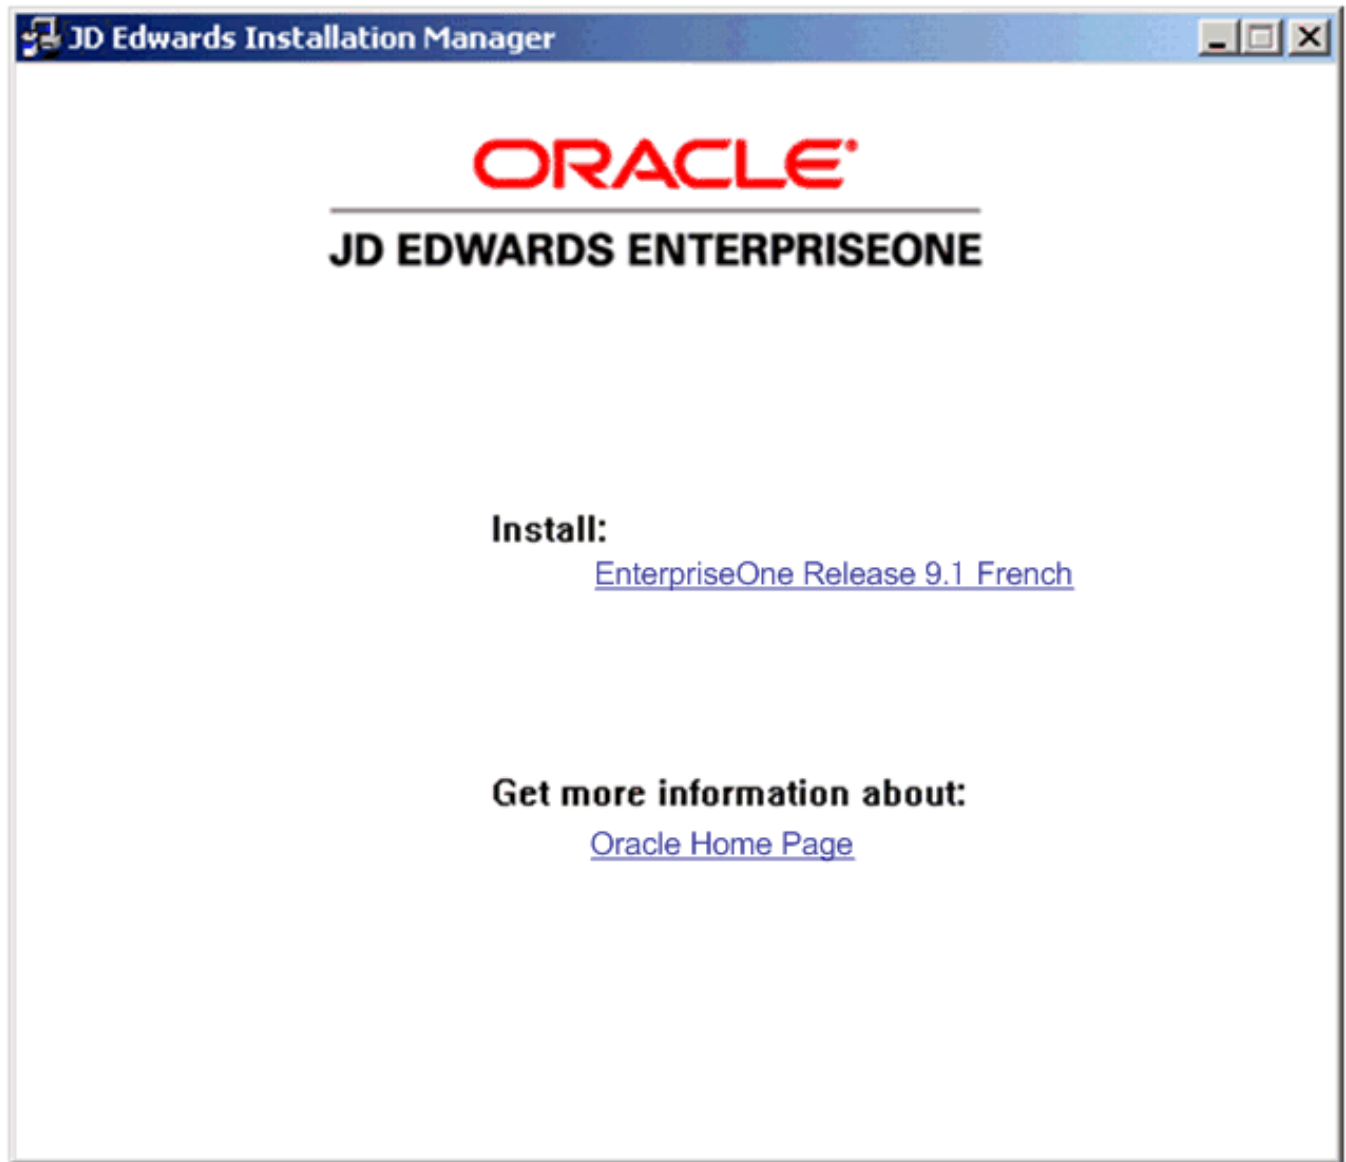 JD Edwards Installation Manager
ORACLE
JD EDWARDS ENTERPRISEONE
Install:
EnterpriseOne Release 9.1 French
Get more information about:
Oracle Home Page